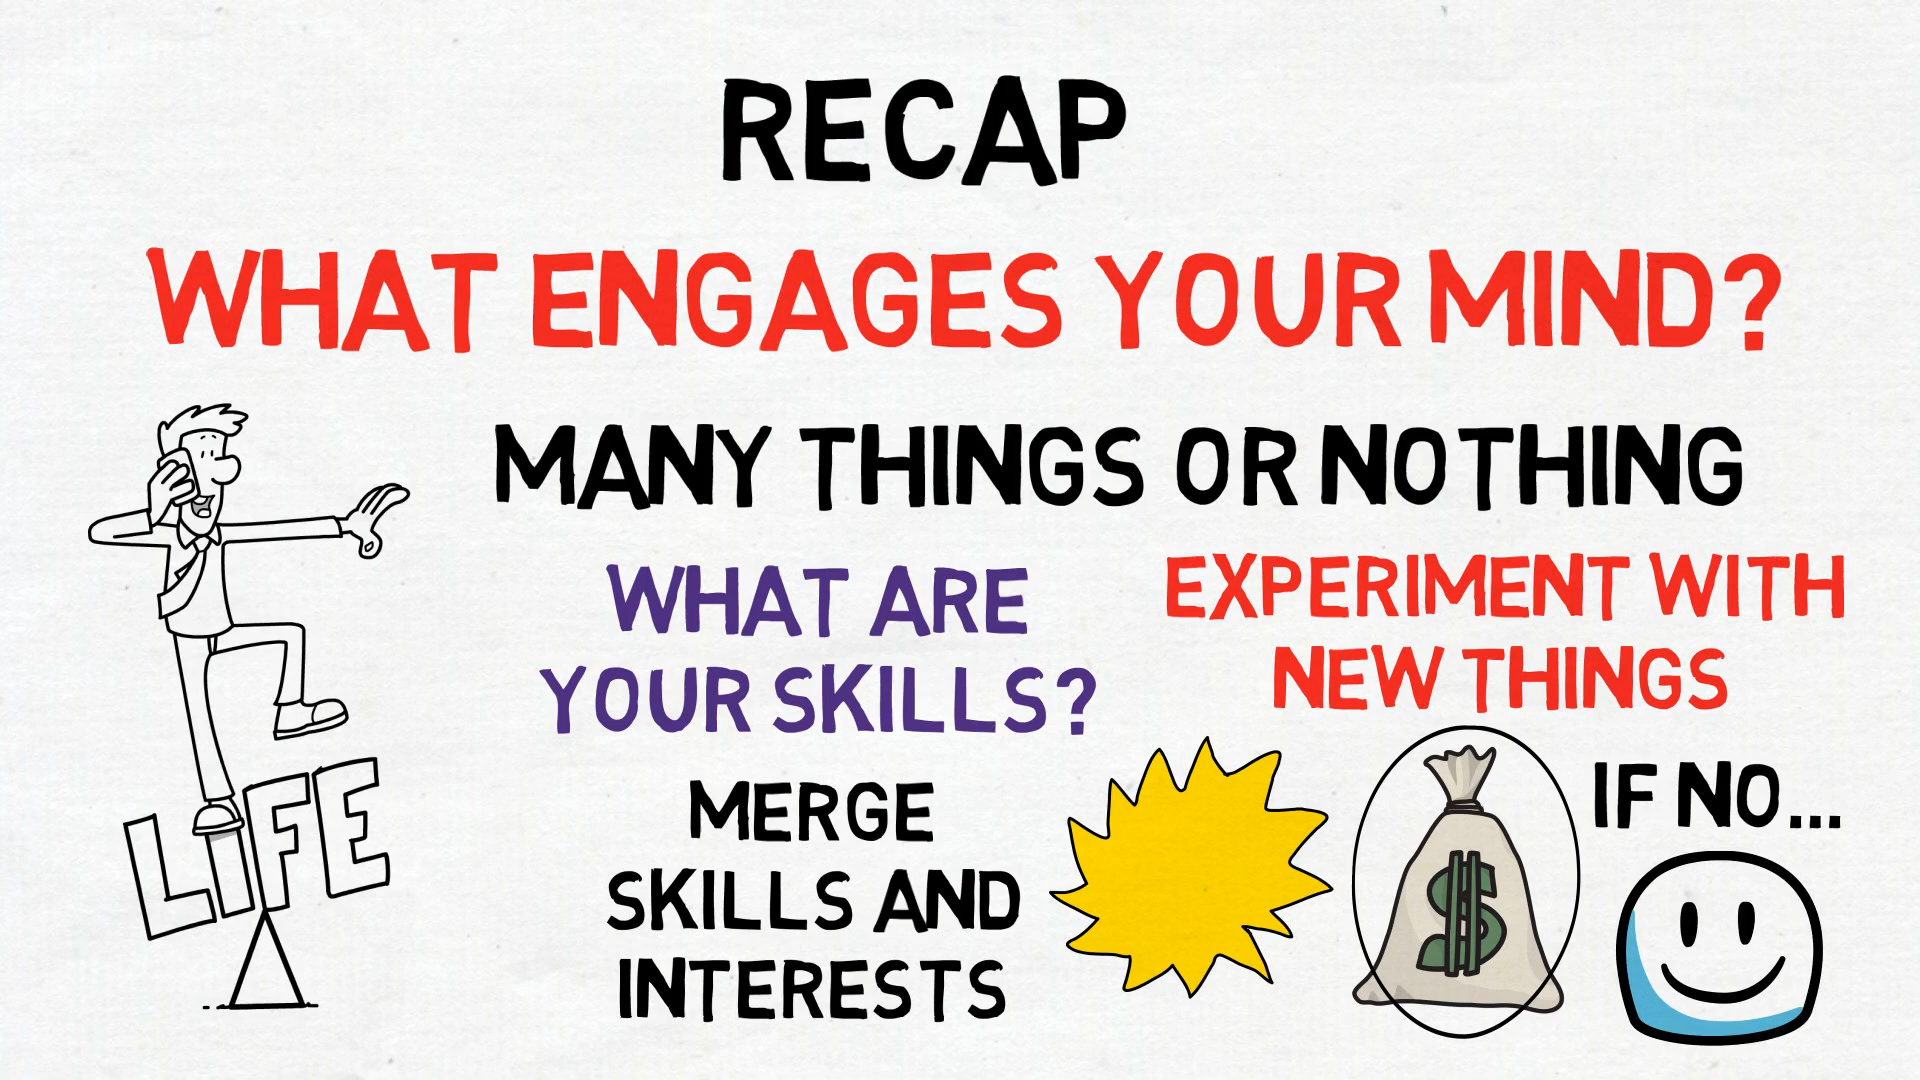 RECAP
WHAT ENGAGES YOUR MIND?
MANY THINGS OR NOTHING
WHAT ARE
YOUR SKILLS?
EXPERIMENT WITH
NEW THINGS
MERGE
SKILLS AND
INTERESTS
$
IF NO...
LIFE